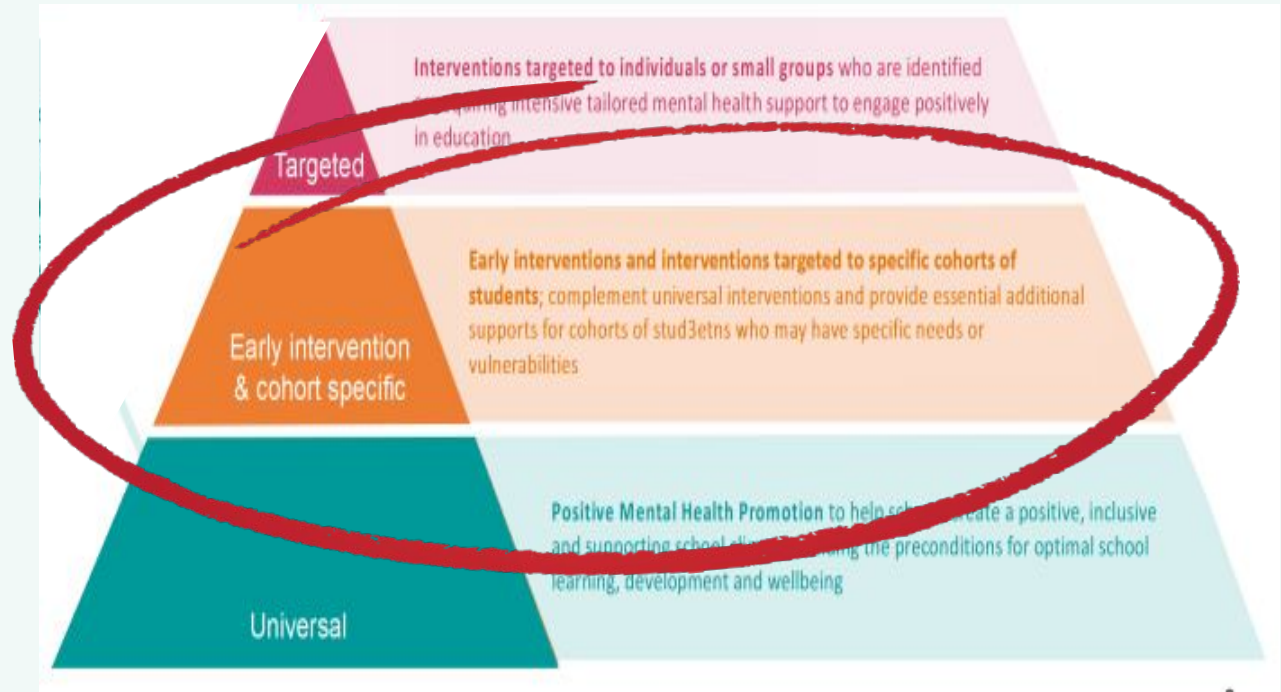 Interventions targeted to individuals or small groups who are identified
intensive tailored mental health support to engage positively
in education
Targeted
Early interventions and interventions targeted to specific cohorts of
students; complement universal interventions and provide essential additional
supports for cohorts of stud3etns who may have specific needs or
vulnerabilities
Early intervention
& cohort specific
Positive Mental Health Promotion to help a positive, inclusive
and supporting school the preconditions for optimal school
learning, development and wellbeing
Universal